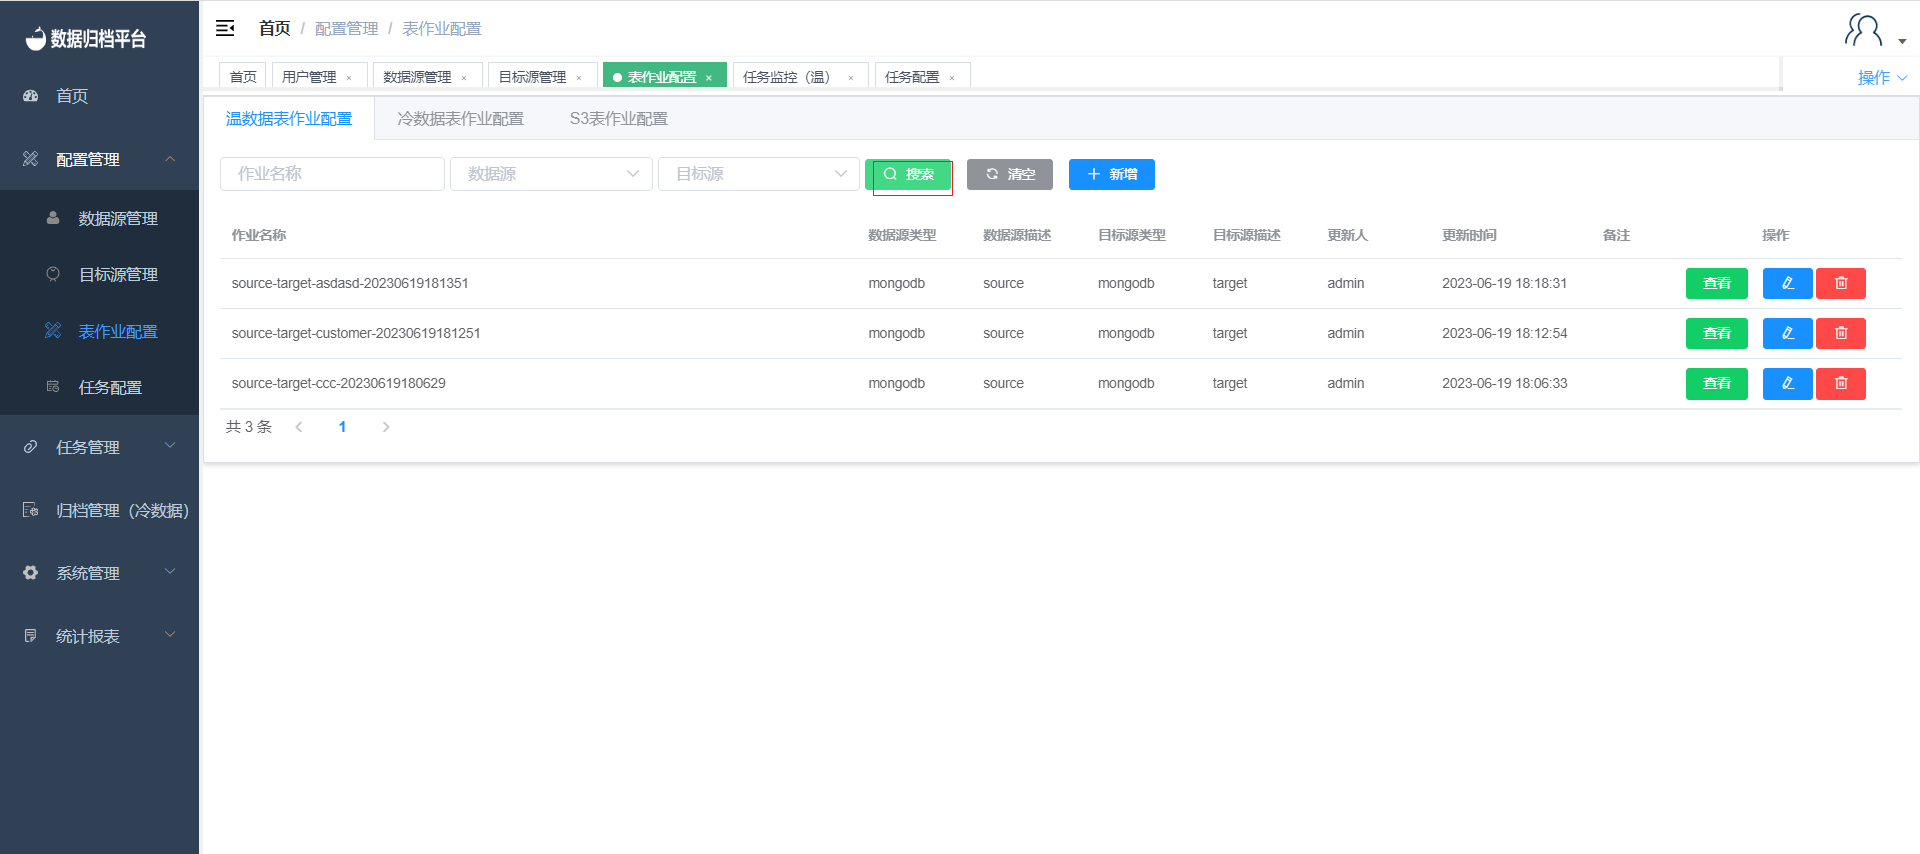 数据归档平台
首页
配置管理
数据源管理
目标源管理
表作业配置
任务配置
任务管理
归档管理（冷数据）
系统管理
统计报表
首页 / 配置管理 / 表作业配置
首页 用户管理 × 数据源管理 × 目标源管理 × 表作业配置 × 任务监控（温） × 任务配置 × 操作
温数据表作业配置 冷数据表作业配置 S3表作业配置
作业名称 数据源 目标源 搜索 清空 新增
作业名称 数据源类型 数据源描述 目标源类型 目标源描述 更新人 更新时间 备注 操作
source-target-asdasd-20230619181351 mongodb source mongodb target admin 2023-06-19 18:18:31 查看
source-target-customer-20230619181251 mongodb source mongodb target admin 2023-06-19 18:12:54 查看
source-target-ccc-20230619180629 mongodb source mongodb target admin 2023-06-19 18:06:33 查看
共 3 条 1